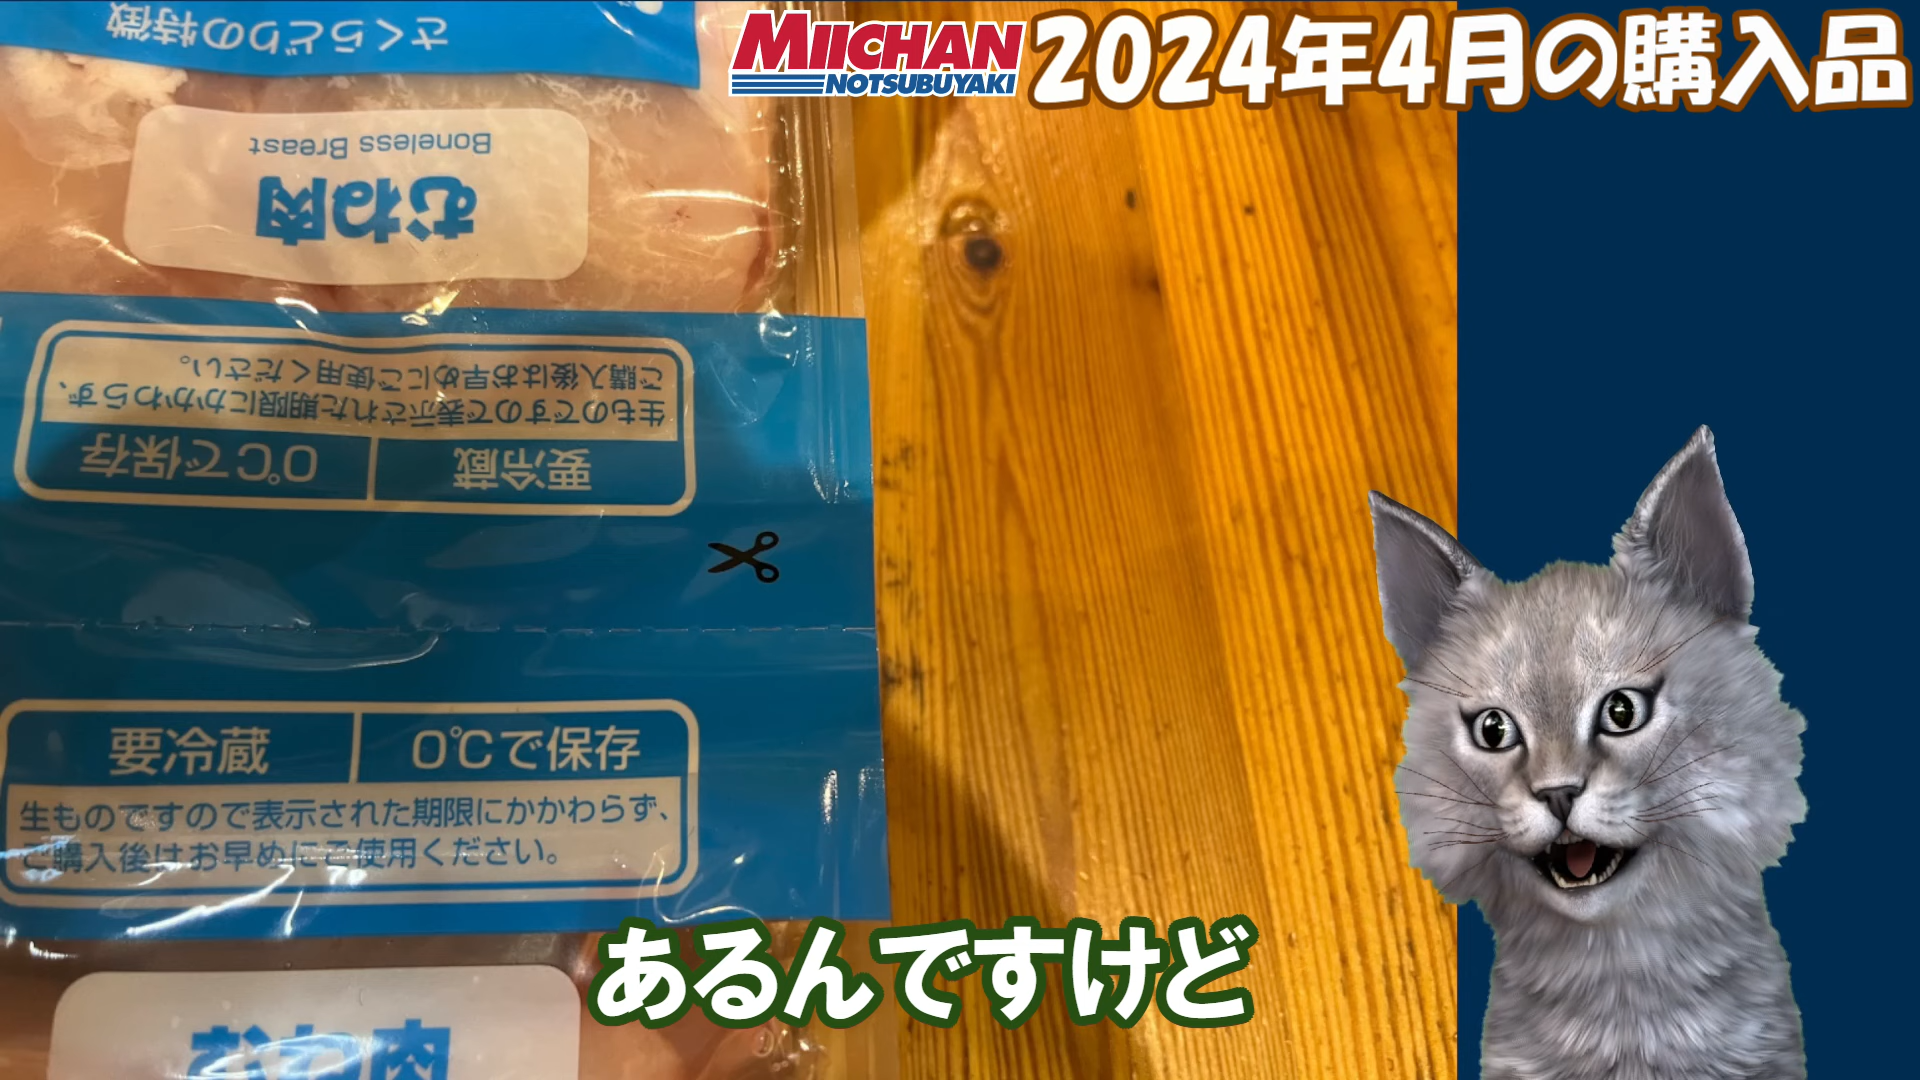 さくらどりの特徴
MIICHAN
NOTSUBUYAKI
2024年4月の購入品
Boneless Breast
むね肉
ご購入後はお早めにご使用ください。
生ものですので表示された期限にかかわらず、
0℃で保存
要冷蔵
要冷蔵
0℃で保存
生ものですので表示された期限にかかわらず、
ご購入後はお早めにご使用ください。
あるんですけど
むね肉